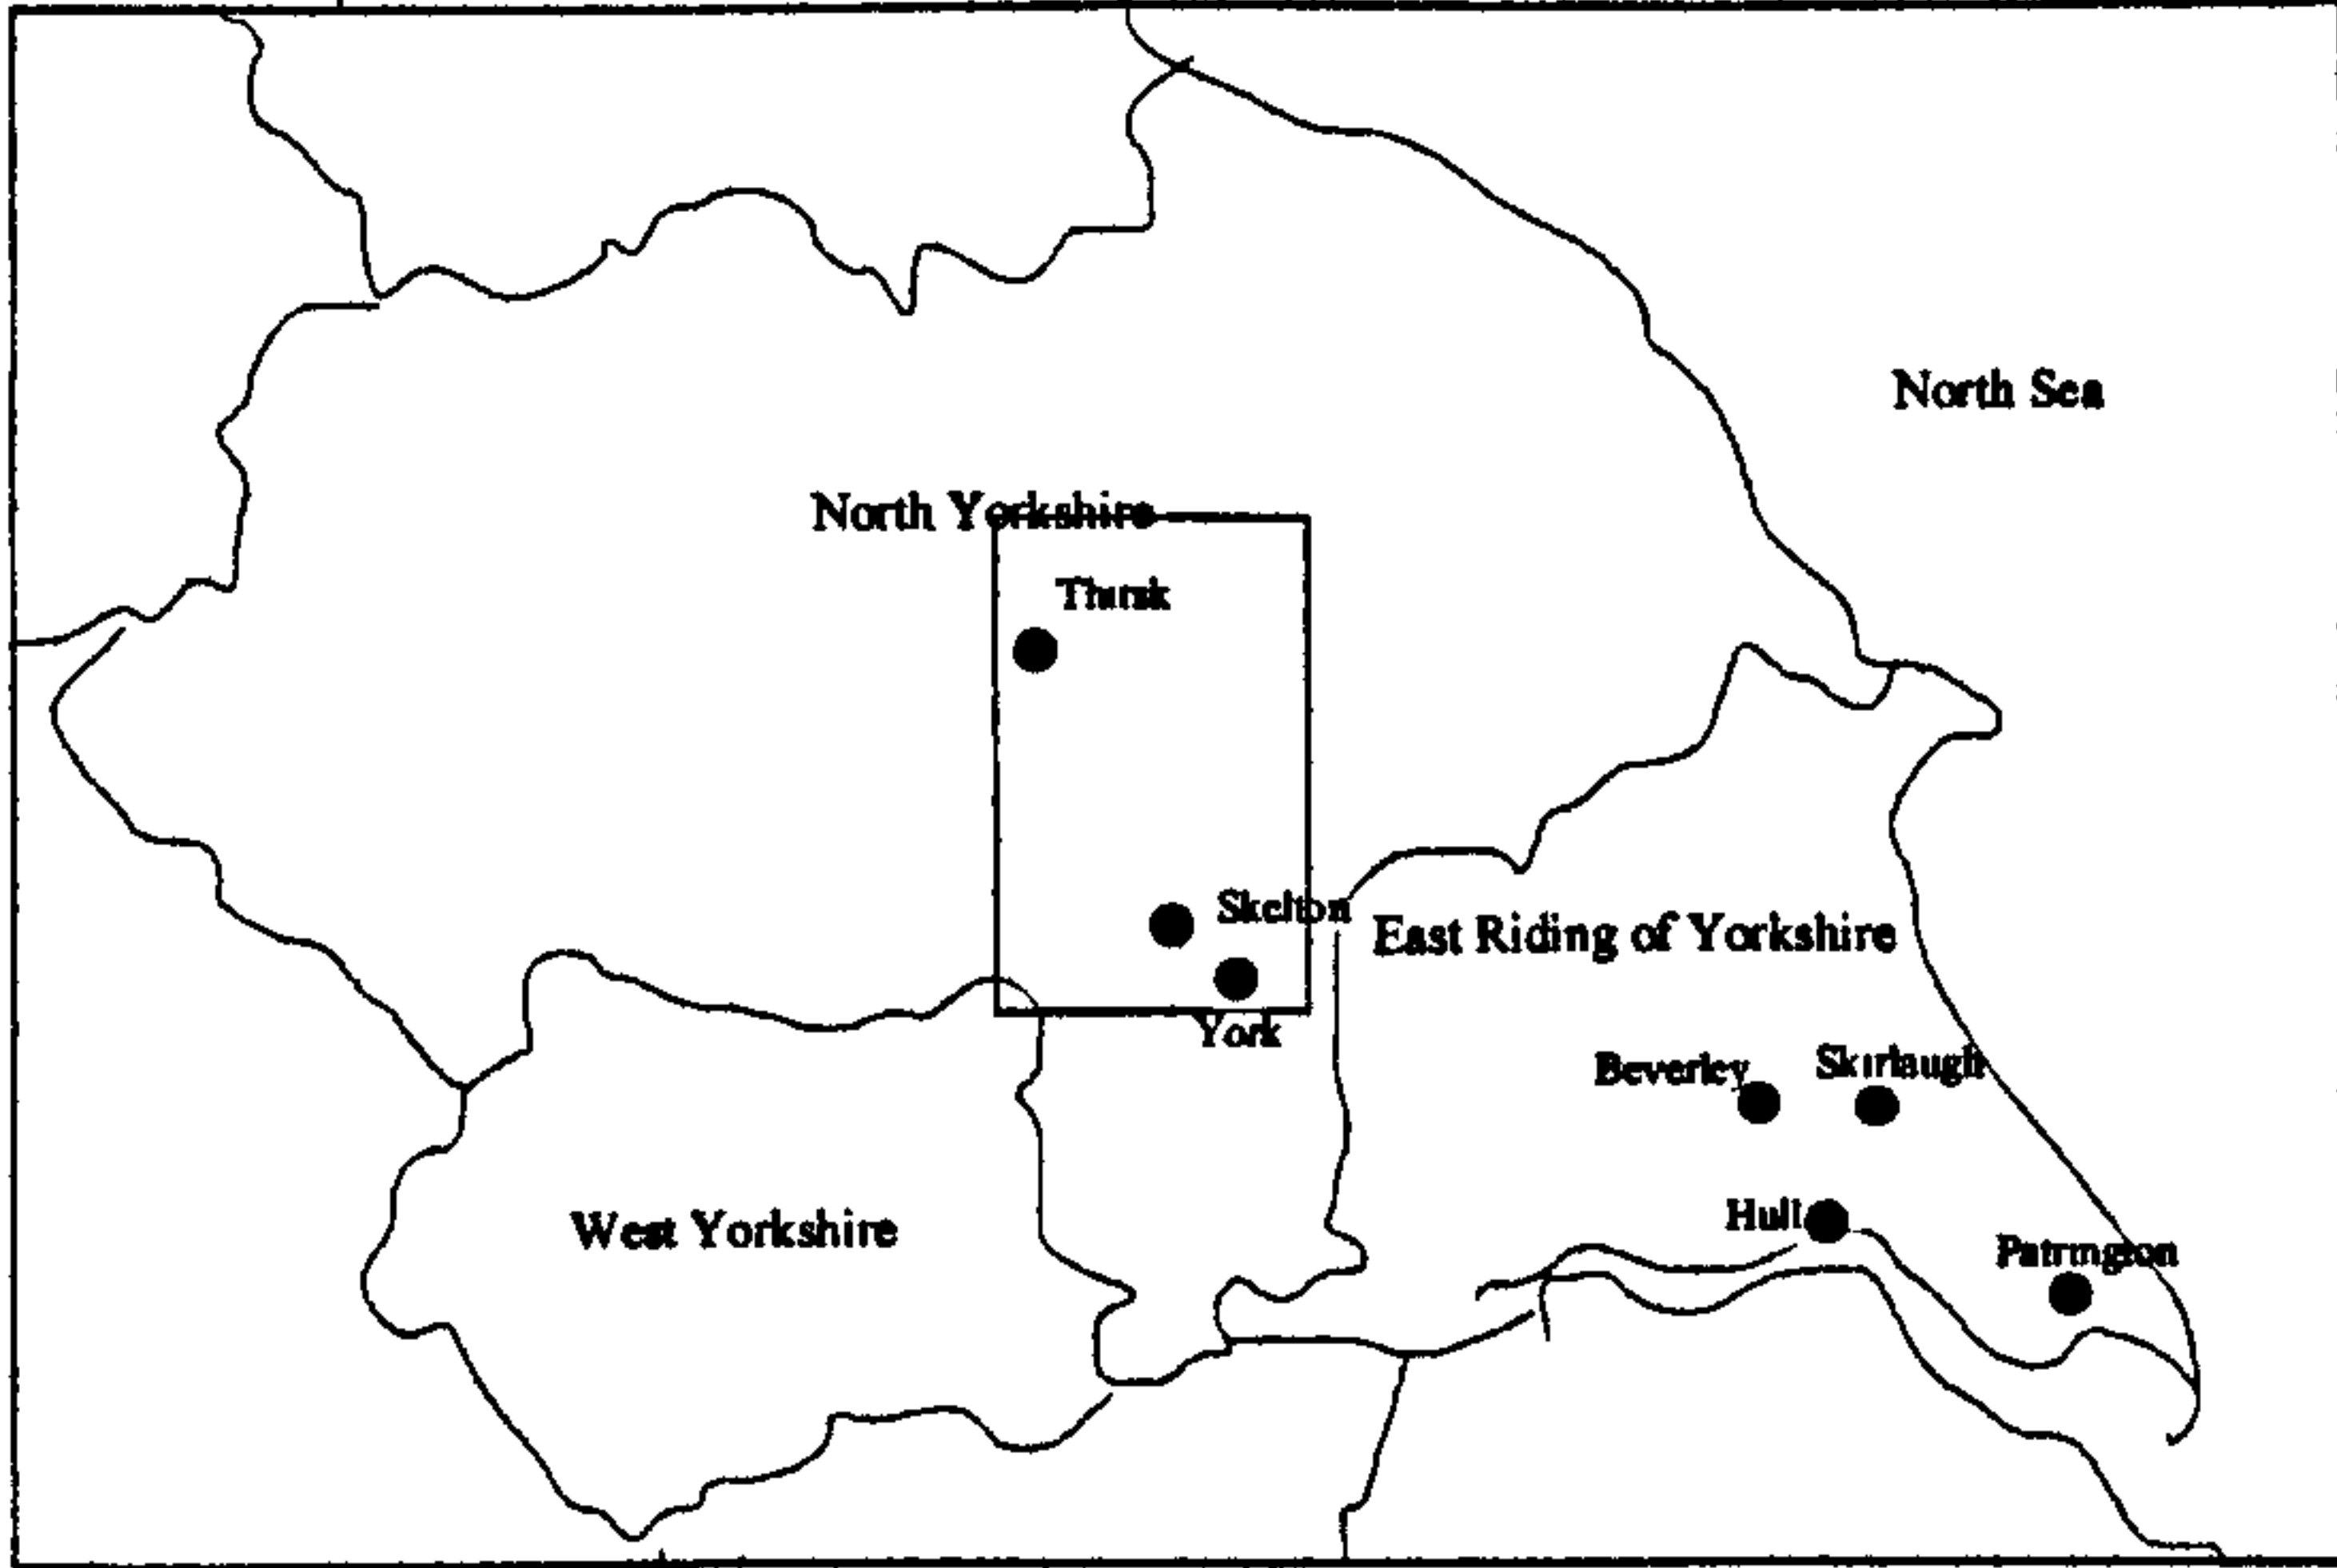 North Sea
North Yorkshire
Thirsk
Skelton
East Riding of Yorkshire
York
Beverley
Skirlaugh
West Yorkshire
Hull
Patrington